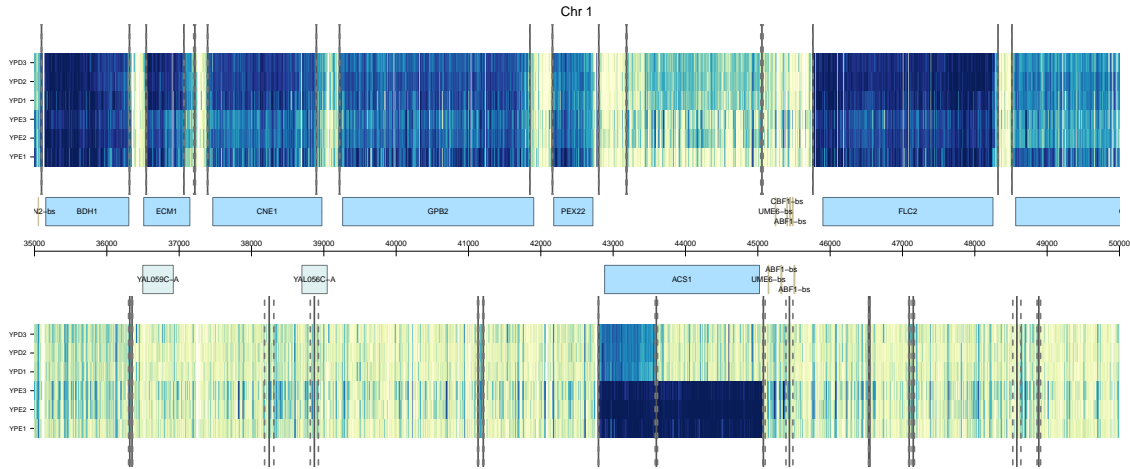 Chr 1
YPD3
YPD2
YPD1
YPE3
YPE2
YPE1
N2-bs BDH1 ECM1 CNE1 GPB2 PEX22 CBF1-bs UME6-bs ABF1-bs FLC2
35000 36000 37000 38000 39000 40000 41000 42000 43000 44000 45000 46000 47000 48000 49000 50000
YAL059C-A YAL056C-A ACS1 ABF1-bs UME6-bs ABF1-bs
YPD3
YPD2
YPD1
YPE3
YPE2
YPE1